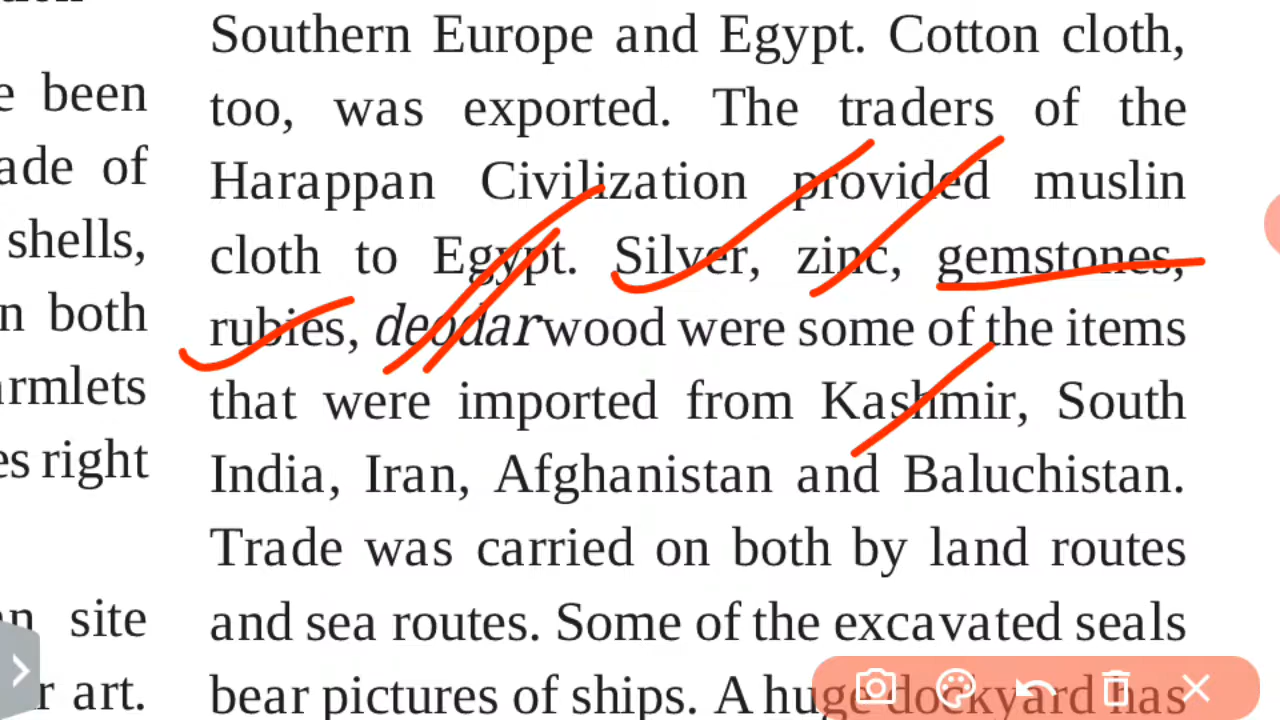 e been
ade of
shells,
n both
rmlets
es right
an site
r art.
Southern Europe and Egypt. Cotton cloth,
too, was exported. The traders of the
Harappan Civilization provided muslin
cloth to Egypt. Silver, zinc, gemstones,
rubies, deodar wood were some of the items
that were imported from Kashmir, South
India, Iran, Afghanistan and Baluchistan.
Trade was carried on both by land routes
and sea routes. Some of the excavated seals
bear pictures of ships. A huge dockyard has